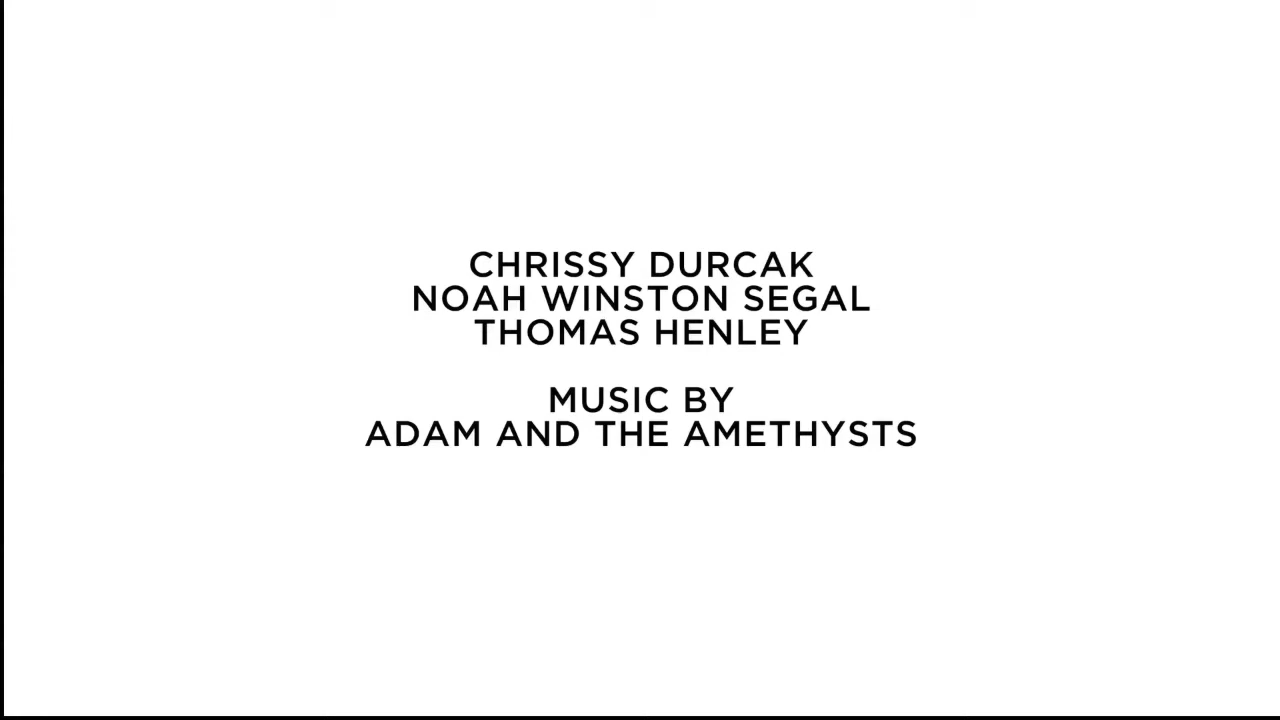 CHRISSY DURCAK
NOAH WINSTON SEGAL
THOMAS HENLEY
MUSIC BY
ADAM AND THE AMETHYSTS